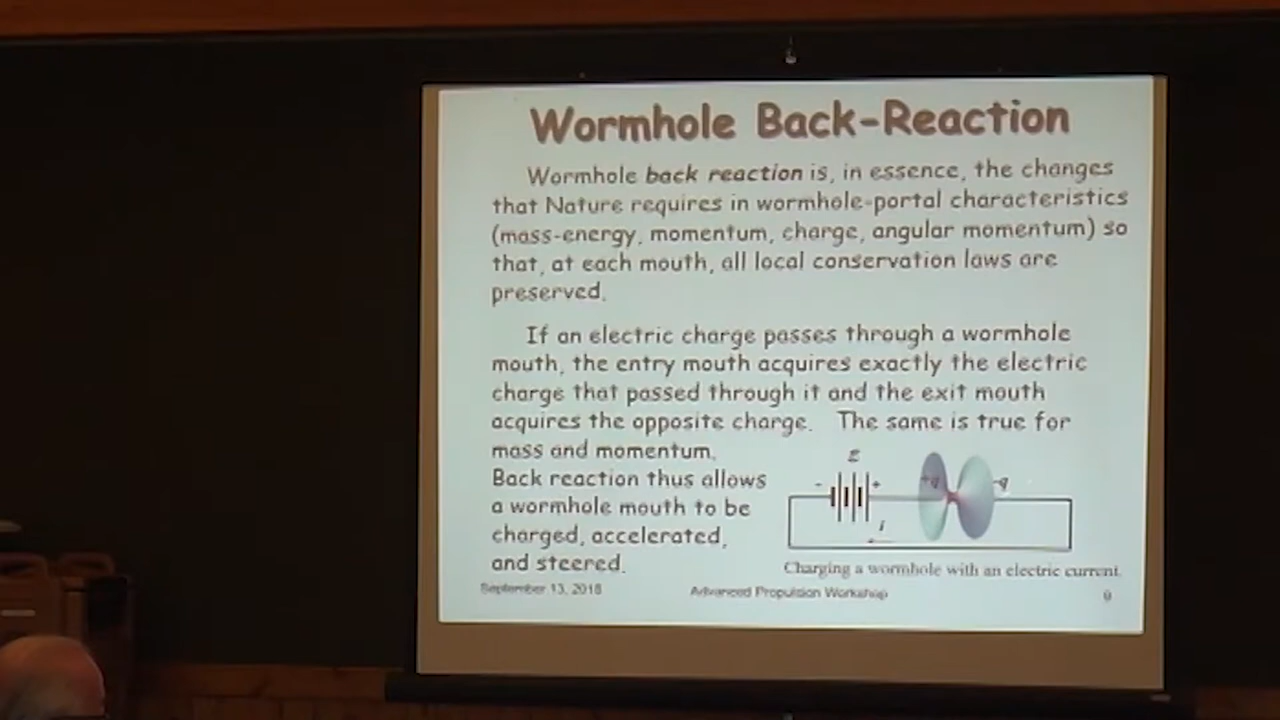 Wormhole Back-Reaction
Wormhole back reaction is, in essence, the changes
that Nature requires in wormhole-portal characteristics
(mass-energy, momentum, charge, angular momentum) so
that, at each mouth, all local conservation laws are
preserved.
If an electric charge passes through a wormhole
mouth, the entry mouth acquires exactly the electric
charge that passed through it and the exit mouth
acquires the opposite charge. The same is true for
mass and momentum.
Back reaction thus allows
a wormhole mouth to be
charged, accelerated,
and steered.
ε
- +
+q -q
i
Charging a wormhole with an electric current.
September 13, 2018 Advanced Propulsion Workshop 9